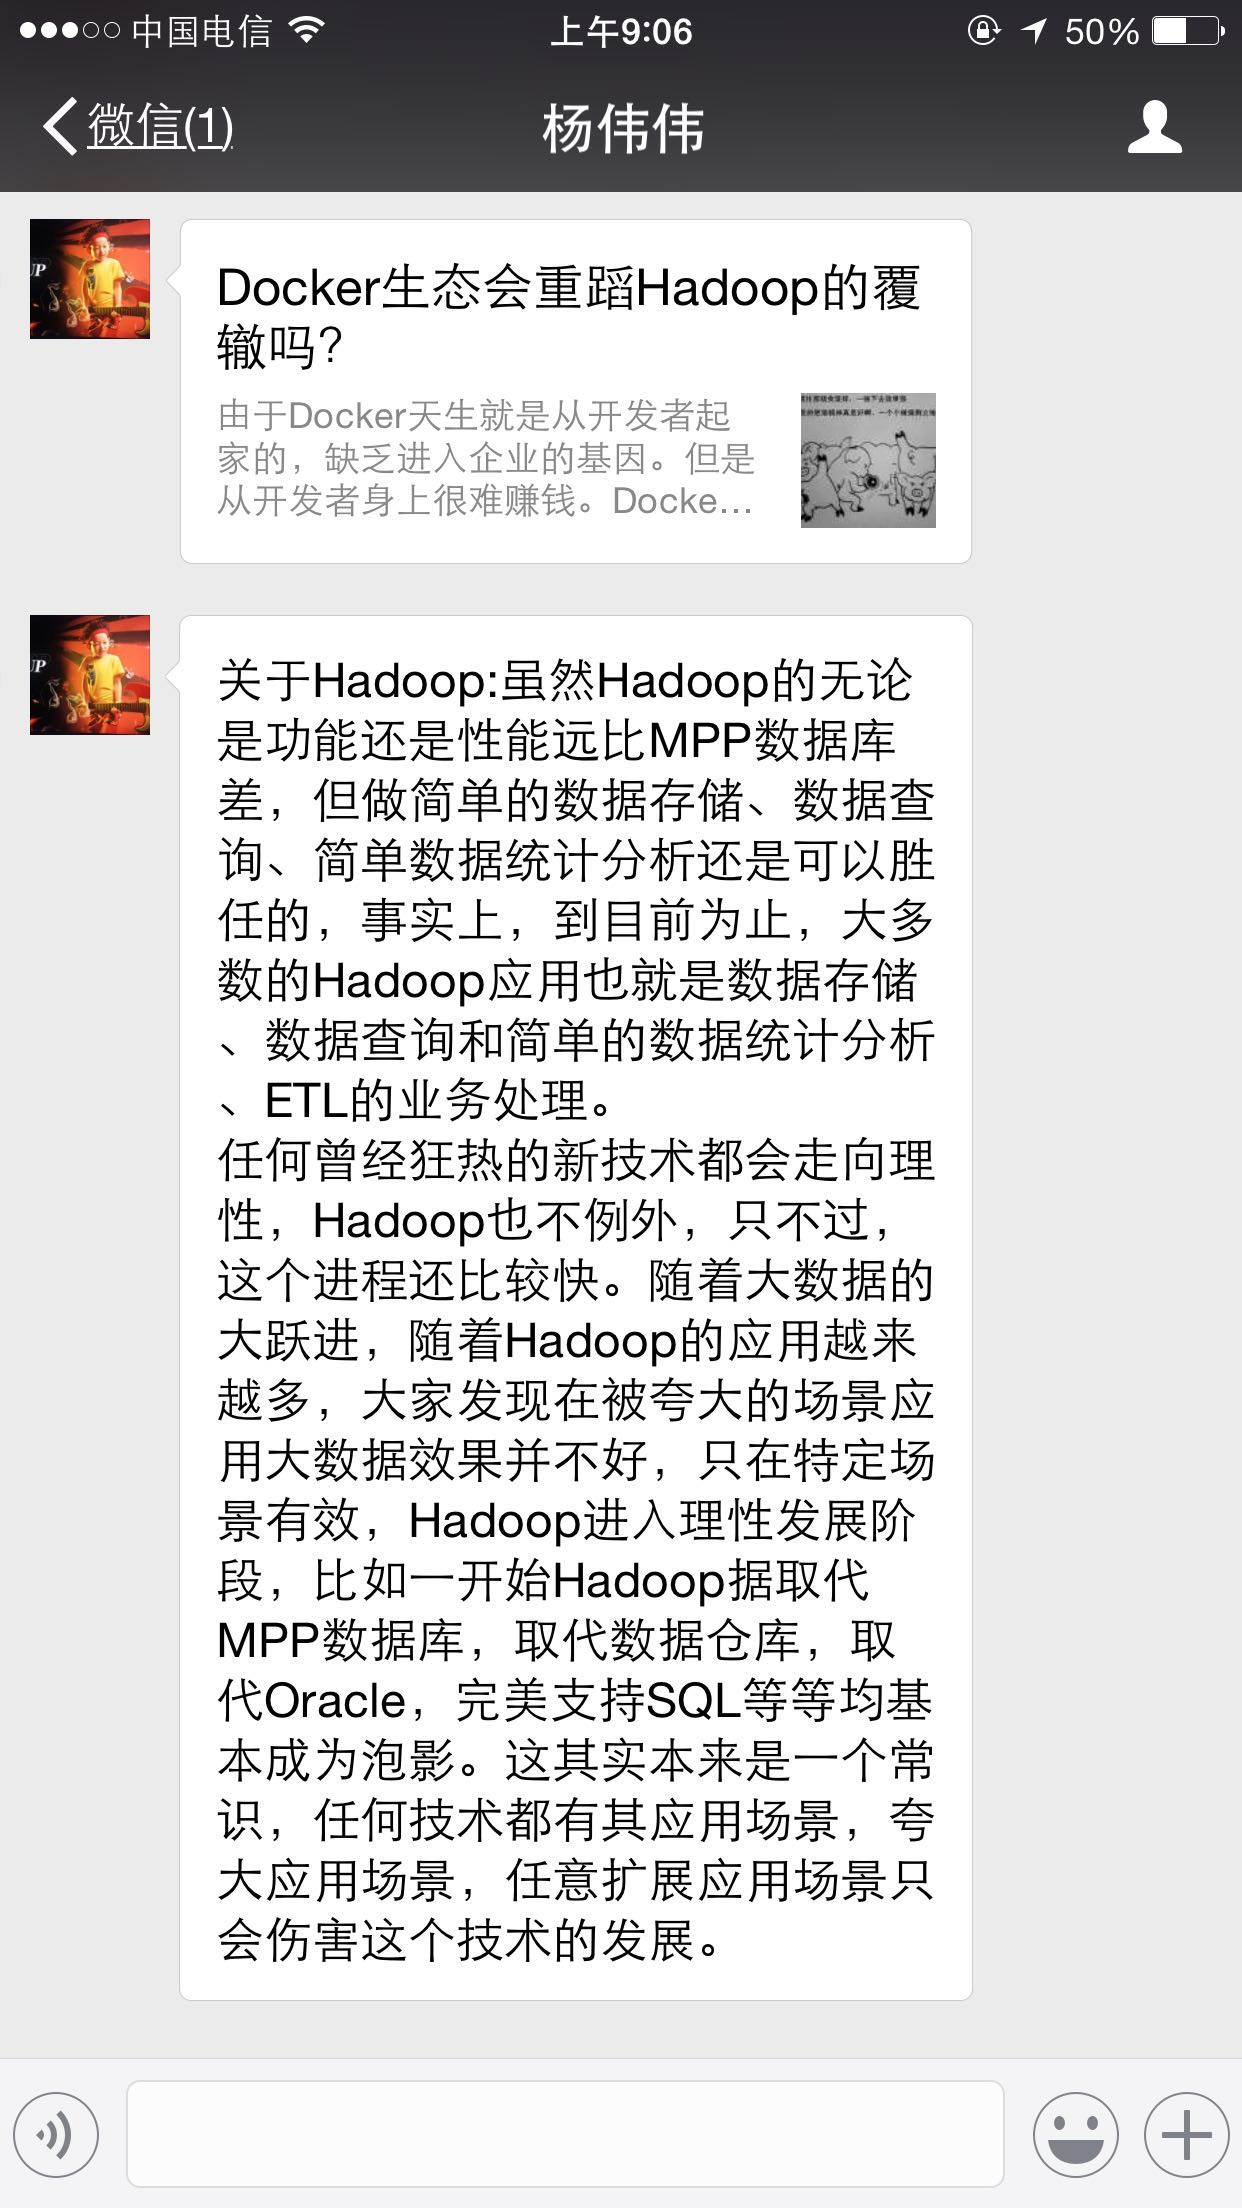 中国电信
上午9:06
50%
微信(1)
杨伟伟
Docker生态会重蹈Hadoop的覆
辙吗?
由于Docker天生就是从开发者起
家的，缺乏进入企业的基因。但是
从开发者身上很难赚钱。Docke...
UP
关于Hadoop:虽然Hadoop的无论
是功能还是性能远比MPP数据库
差，但做简单的数据存储、数据查
询、简单数据统计分析还是可以胜
任的，事实上，到目前为止，大多
数的Hadoop应用也就是数据存储
、数据查询和简单的数据统计分析
、ETL的业务处理。
任何曾经狂热的新技术都会走向理
性，Hadoop也不例外，只不过，
这个进程还比较快。随着大数据的
大跃进，随着Hadoop的应用越来
越多，大家发现在被夸大的场景应
用大数据效果并不好，只在特定场
景有效，Hadoop进入理性发展阶
段，比如一开始Hadoop据取代
MPP数据库，取代数据仓库，取
代Oracle，完美支持SQL等等均基
本成为泡影。这其实本来是一个常
识，任何技术都有其应用场景，夸
大应用场景，任意扩展应用场景只
会伤害这个技术的发展。